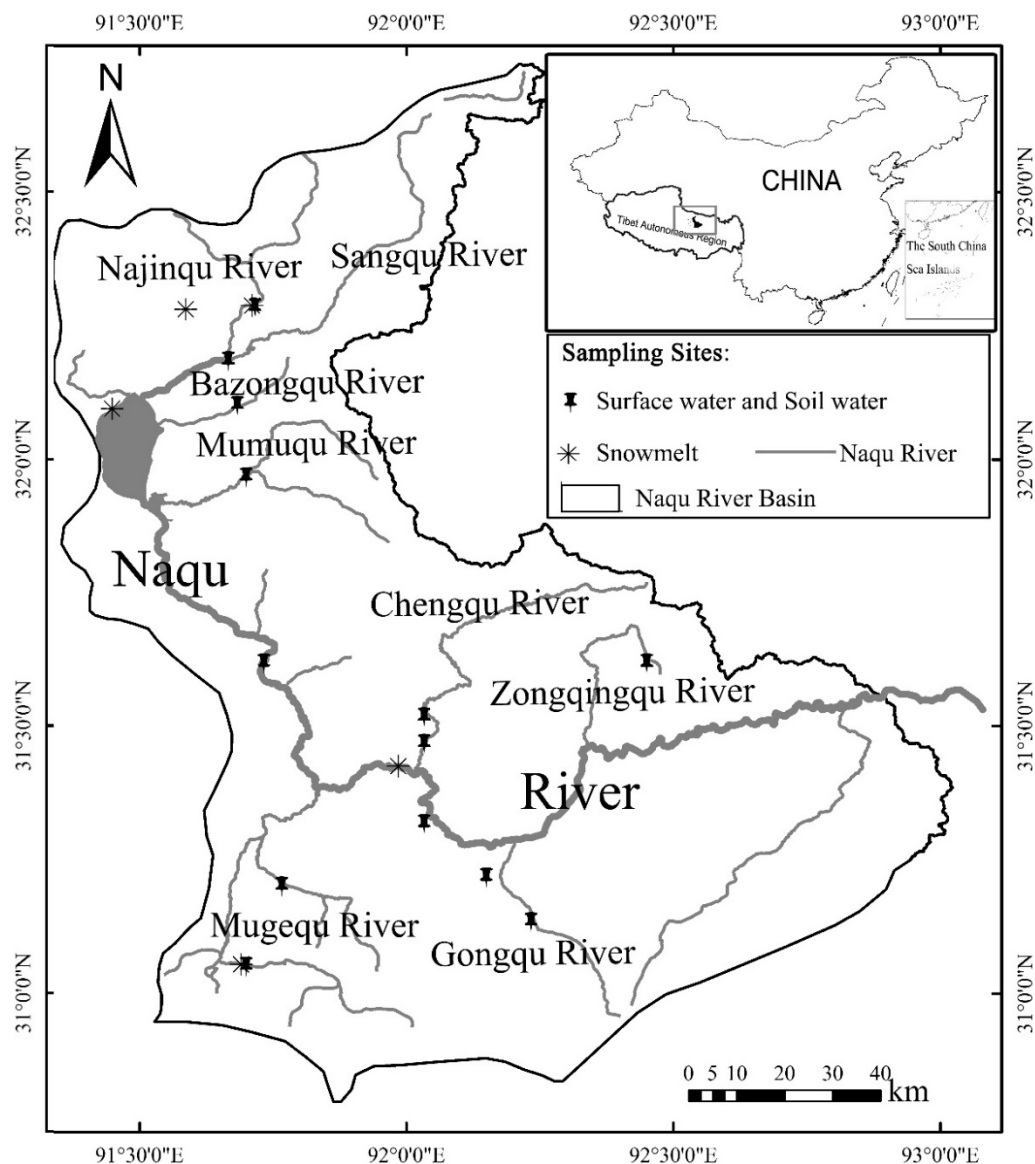 91°30'0"E 92°0'0"E 92°30'0"E 93°0'0"E
N
32°30'0"N
32°30'0"N
CHINA
Tibet Autonomous Region
The South China
Sea Islands
Najinqu River
Sangqu River
Bazongqu River
Mumuqu River
Sampling Sites:
Surface water and Soil water
Snowmelt
Naqu River
Naqu River Basin
32°0'0"N
32°0'0"N
Naqu
Chengqu River
Zongqingqu River
31°30'0"N
31°30'0"N
River
Mugequ River
Gongqu River
31°0'0"N
31°0'0"N
0 5 10 20 30 40
km
91°30'0"E 92°0'0"E 92°30'0"E 93°0'0"E